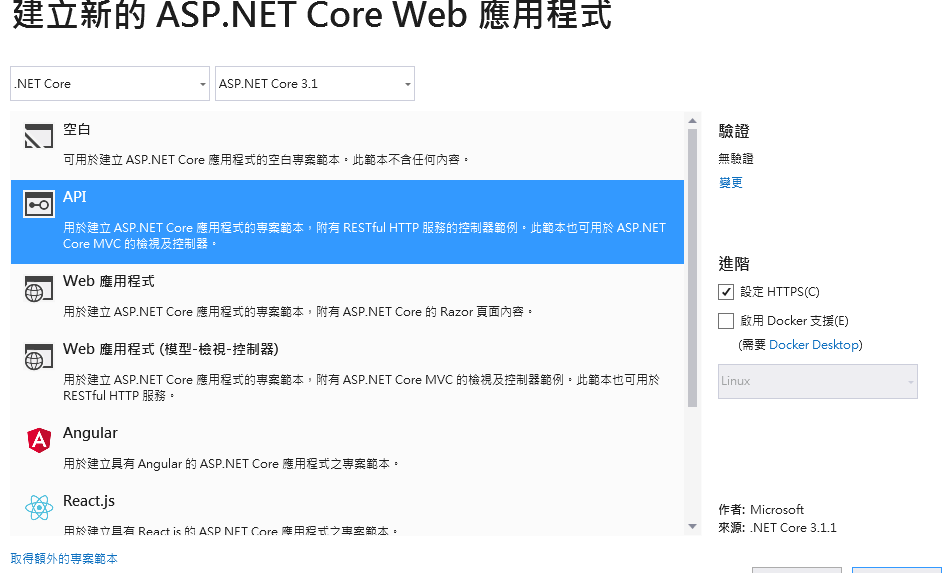 建立新的 ASP.NET Core Web 應用程式
.NET Core
ASP.NET Core 3.1
空白
可用於建立 ASP.NET Core 應用程式的空白專案範本。此範本不含任何內容。
API
用於建立 ASP.NET Core 應用程式的專案範本，附有 RESTful HTTP 服務的控制器範例。此範本也可用於 ASP.NET
Core MVC 的檢視及控制器。
Web 應用程式
用於建立 ASP.NET Core 應用程式的專案範本，附有 ASP.NET Core 的 Razor 頁面內容。
Web 應用程式 (模型-檢視-控制器)
用於建立 ASP.NET Core 應用程式的專案範本，附有 ASP.NET Core MVC 的檢視及控制器範例。此範本也可用於
RESTful HTTP 服務。
Angular
用於建立具有 Angular 的 ASP.NET Core 應用程式之專案範本。
React.js
用於建立具有 React.js 的 ASP.NET Core 應用程式之專案範本。
取得額外的專案範本
驗證
無驗證
變更
進階
設定 HTTPS(C)
啟用 Docker 支援(E)
(需要 Docker Desktop)
Linux
作者: Microsoft
來源: .NET Core 3.1.1